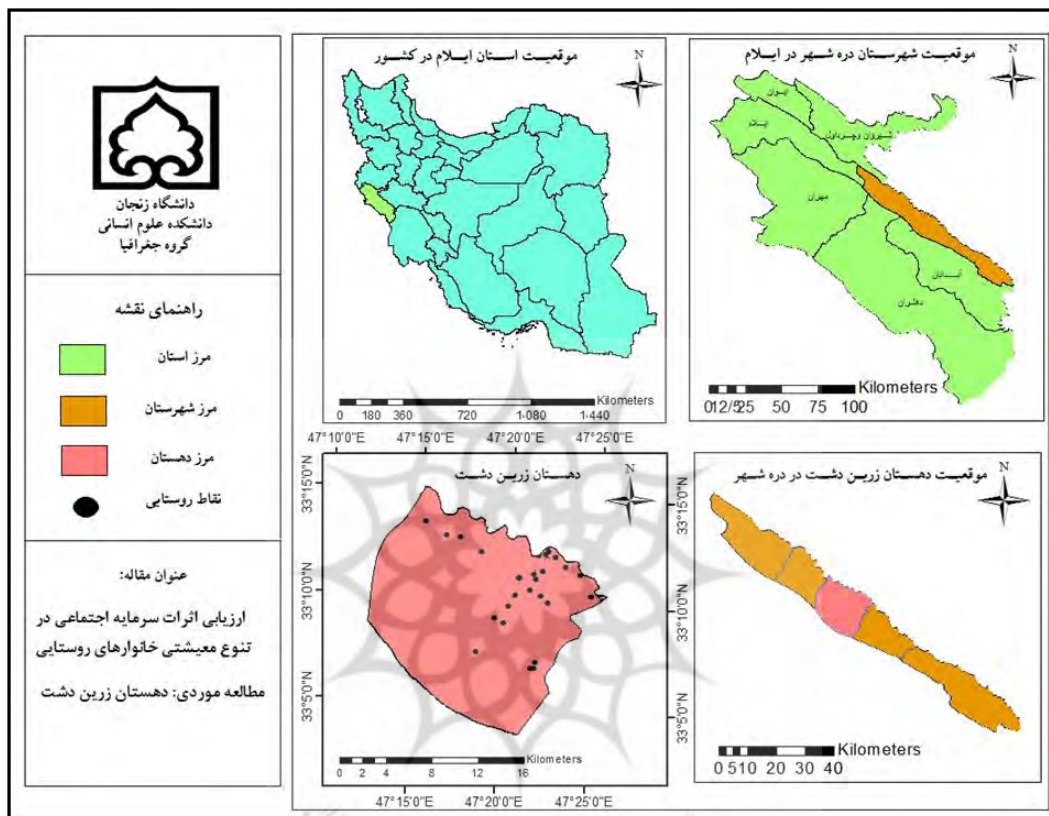 دانشگاه زنجان
دانشکده علوم انسانی
گروه جغرافیا
راهنمای نقشه
مرز استان
مرز شهرستان
مرز دهستان
نقاط روستایی
عنوان مقاله:
ارزیابی اثرات سرمایه اجتماعی در
تنوع معیشتی خانوارهای روستایی
مطالعه موردی: دهستان زرین دشت
موقعیت شهرستان دره شهر در ایلام
N
ایوان
ایلام
شیروان وچرداول
مهران
آبدانان
دهلران
Kilometers
0 12/5 25 50 75 100
موقعیت استان ایلام در کشور
N
Kilometers
0 180 360 720 1·080 1·440
موقعیت دهستان زرین دشت در دره شهر
N
Kilometers
0 5 10 20 30 40
47°10'0"E 47°15'0"E 47°20'0"E 47°25'0"E
دهستان زرین دشت
N
33°15'0"N
33°10'0"N
33°5'0"N
33°15'0"N
33°10'0"N
33°5'0"N
Kilometers
0 2 4 8 12 16
47°15'0"E 47°20'0"E 47°25'0"E